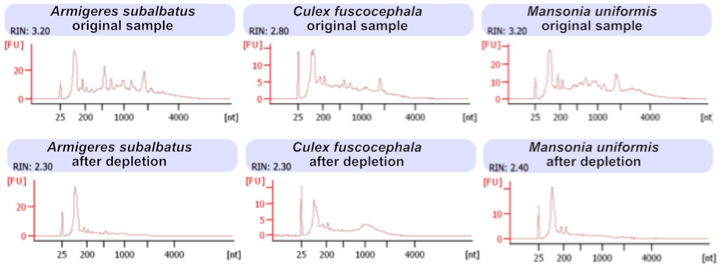 Armigeres subalbatus
original sample
RIN: 3.20
[FU]
20
0
25 200 1000 4000 [nt]
Culex fuscocephala
original sample
RIN: 2.80
[FU]
15
10
5
0
25 200 1000 4000 [nt]
Mansonia uniformis
original sample
RIN: 3.20
[FU]
20
10
0
25 200 1000 4000 [nt]
Armigeres subalbatus
after depletion
RIN: 2.30
[FU]
20
0
25 200 1000 4000 [nt]
Culex fuscocephala
after depletion
RIN: 2.30
[FU]
10
5
0
25 200 1000 4000 [nt]
Mansonia uniformis
after depletion
RIN: 2.40
[FU]
10
0
25 200 1000 4000 [nt]